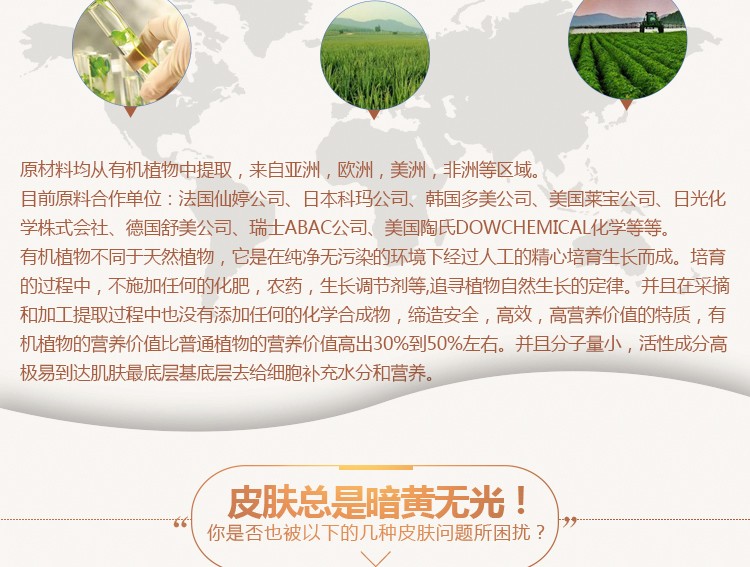 原材料均从有机植物中提取，来自亚洲，欧洲，美洲，非洲等区域。
目前原料合作单位：法国仙婷公司、日本科玛公司、韩国多美公司、美国莱宝公司、日光化
学株式会社、德国舒美公司、瑞士ABAC公司、美国陶氏DOWCHEMICAL化学等等。
有机植物不同于天然植物，它是在纯净无污染的环境下经过人工的精心培育生长而成。培育
的过程中，不施加任何的化肥，农药，生长调节剂等,追寻植物自然生长的定律。并且在采摘
和加工提取过程中也没有添加任何的化学合成物，缔造安全，高效，高营养价值的特质，有
机植物的营养价值比普通植物的营养价值高出30%到50%左右。并且分子量小，活性成分高
极易到达肌肤最底层基底层去给细胞补充水分和营养。
皮肤总是暗黄无光！
“你是否也被以下的几种皮肤问题所困扰？”